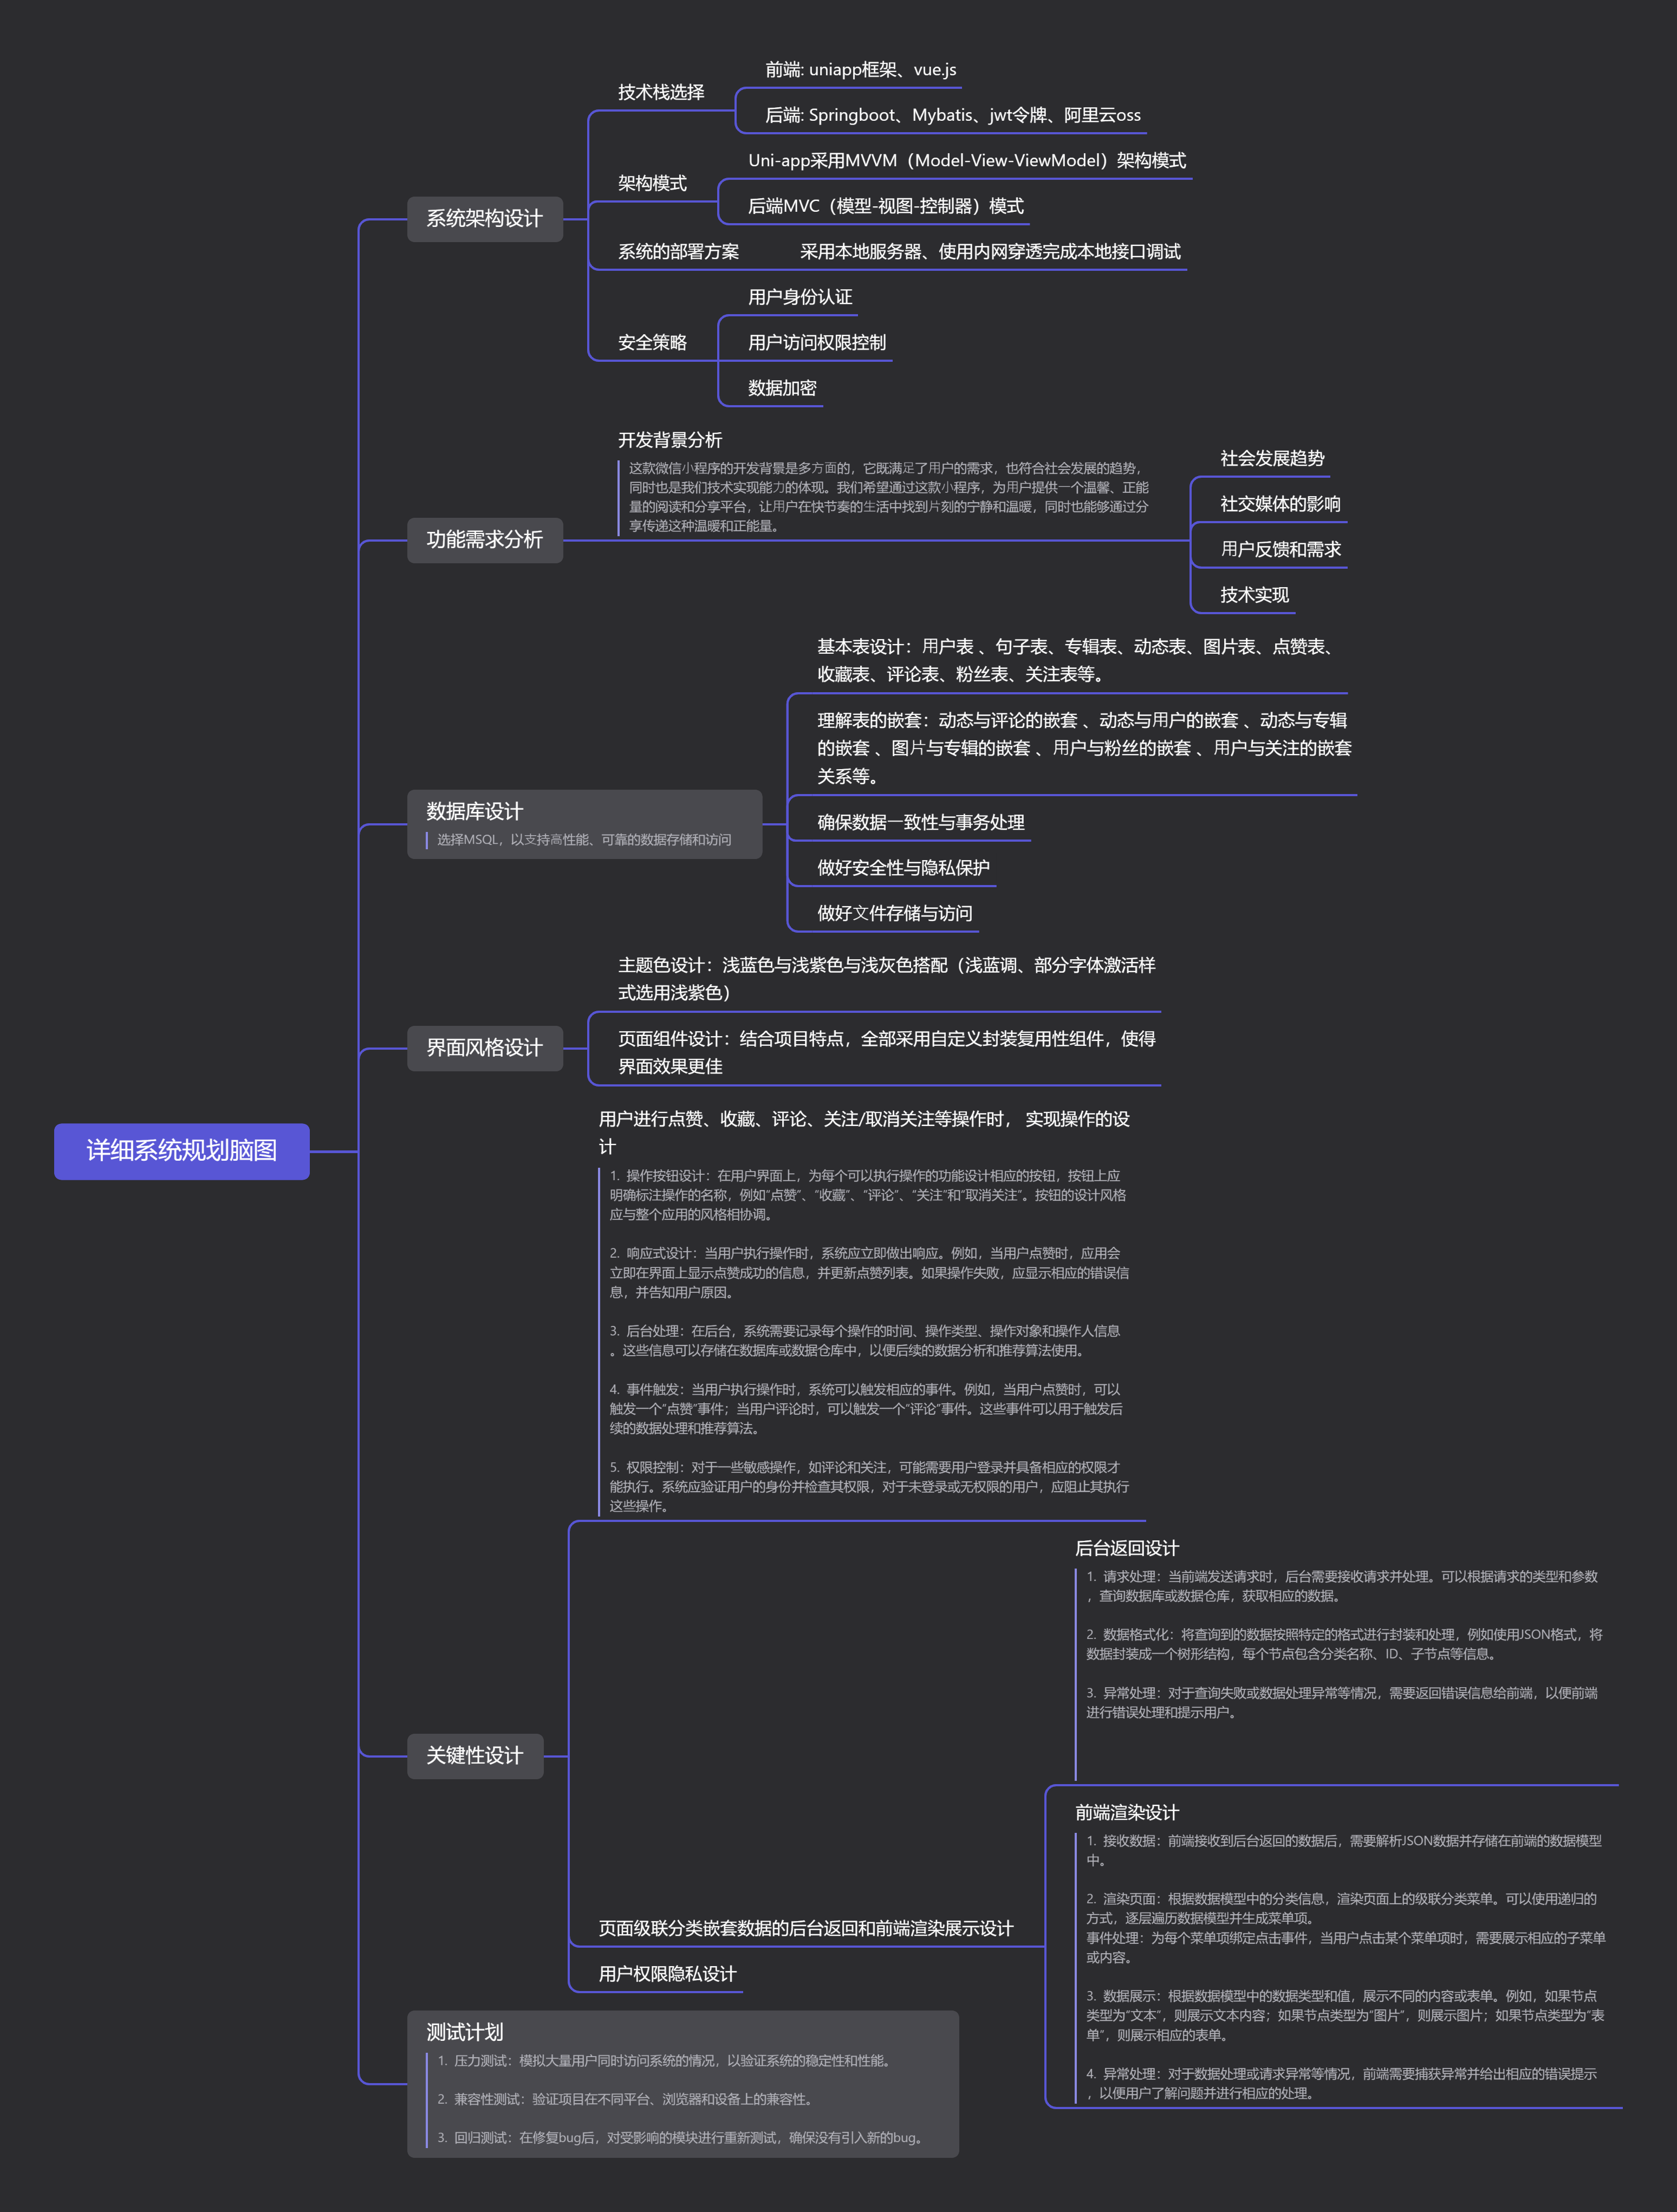 详细系统规划脑图
系统架构设计
技术栈选择
前端: uniapp框架、vue.js
后端: Springboot、Mybatis、jwt令牌、阿里云oss
架构模式
Uni-app采用MVVM（Model-View-ViewModel）架构模式
后端MVC（模型-视图-控制器）模式
系统的部署方案
采用本地服务器、使用内网穿透完成本地接口调试
安全策略
用户身份认证
用户访问权限控制
数据加密
功能需求分析
开发背景分析
这款微信小程序的开发背景是多方面的，它既满足了用户的需求，也符合社会发展的趋势，
同时也是我们技术实现能力的体现。我们希望通过这款小程序，为用户提供一个温馨、正能
量的阅读和分享平台，让用户在快节奏的生活中找到片刻的宁静和温暖，同时也能够通过分
享传递这种温暖和正能量。
社会发展趋势
社交媒体的影响
用户反馈和需求
技术实现
数据库设计
选择MSQL，以支持高性能、可靠的数据存储和访问
基本表设计：用户表 、句子表、专辑表、动态表、图片表、点赞表、
收藏表、评论表、粉丝表、关注表等。
理解表的嵌套：动态与评论的嵌套 、动态与用户的嵌套 、动态与专辑
的嵌套 、图片与专辑的嵌套 、用户与粉丝的嵌套 、用户与关注的嵌套
关系等。
确保数据一致性与事务处理
做好安全性与隐私保护
做好文件存储与访问
界面风格设计
主题色设计：浅蓝色与浅紫色与浅灰色搭配（浅蓝调、部分字体激活样
式选用浅紫色）
页面组件设计：结合项目特点，全部采用自定义封装复用性组件，使得
界面效果更佳
关键性设计
用户进行点赞、收藏、评论、关注/取消关注等操作时， 实现操作的设
计
1. 操作按钮设计：在用户界面上，为每个可以执行操作的功能设计相应的按钮，按钮上应
明确标注操作的名称，例如“点赞”、“收藏”、“评论”、“关注”和“取消关注”。按钮的设计风格
应与整个应用的风格相协调。
2. 响应式设计：当用户执行操作时，系统应立即做出响应。例如，当用户点赞时，应用会
立即在界面上显示点赞成功的信息，并更新点赞列表。如果操作失败，应显示相应的错误信
息，并告知用户原因。
3. 后台处理：在后台，系统需要记录每个操作的时间、操作类型、操作对象和操作人信息
。这些信息可以存储在数据库或数据仓库中，以便后续的数据分析和推荐算法使用。
4. 事件触发：当用户执行操作时，系统可以触发相应的事件。例如，当用户点赞时，可以
触发一个“点赞”事件；当用户评论时，可以触发一个“评论”事件。这些事件可以用于触发后
续的数据处理和推荐算法。
5. 权限控制：对于一些敏感操作，如评论和关注，可能需要用户登录并具备相应的权限才
能执行。系统应验证用户的身份并检查其权限，对于未登录或无权限的用户，应阻止其执行
这些操作。
页面级联分类嵌套数据的后台返回和前端渲染展示设计
后台返回设计
1. 请求处理：当前端发送请求时，后台需要接收请求并处理。可以根据请求的类型和参数
，查询数据库或数据仓库，获取相应的数据。
2. 数据格式化：将查询到的数据按照特定的格式进行封装和处理，例如使用JSON格式，将
数据封装成一个树形结构，每个节点包含分类名称、ID、子节点等信息。
3. 异常处理：对于查询失败或数据处理异常等情况，需要返回错误信息给前端，以便前端
进行错误处理和提示用户。
前端渲染设计
1. 接收数据：前端接收到后台返回的数据后，需要解析JSON数据并存储在前端的数据模型
中。
2. 渲染页面：根据数据模型中的分类信息，渲染页面上的级联分类菜单。可以使用递归的
方式，逐层遍历数据模型并生成菜单项。
事件处理：为每个菜单项绑定点击事件，当用户点击某个菜单项时，需要展示相应的子菜单
或内容。
3. 数据展示：根据数据模型中的数据类型和值，展示不同的内容或表单。例如，如果节点
类型为“文本”，则展示文本内容；如果节点类型为“图片”，则展示图片；如果节点类型为“表
单”，则展示相应的表单。
4. 异常处理：对于数据处理或请求异常等情况，前端需要捕获异常并给出相应的错误提示
，以便用户了解问题并进行相应的处理。
用户权限隐私设计
测试计划
1. 压力测试：模拟大量用户同时访问系统的情况，以验证系统的稳定性和性能。
2. 兼容性测试：验证项目在不同平台、浏览器和设备上的兼容性。
3. 回归测试：在修复bug后，对受影响的模块进行重新测试，确保没有引入新的bug。